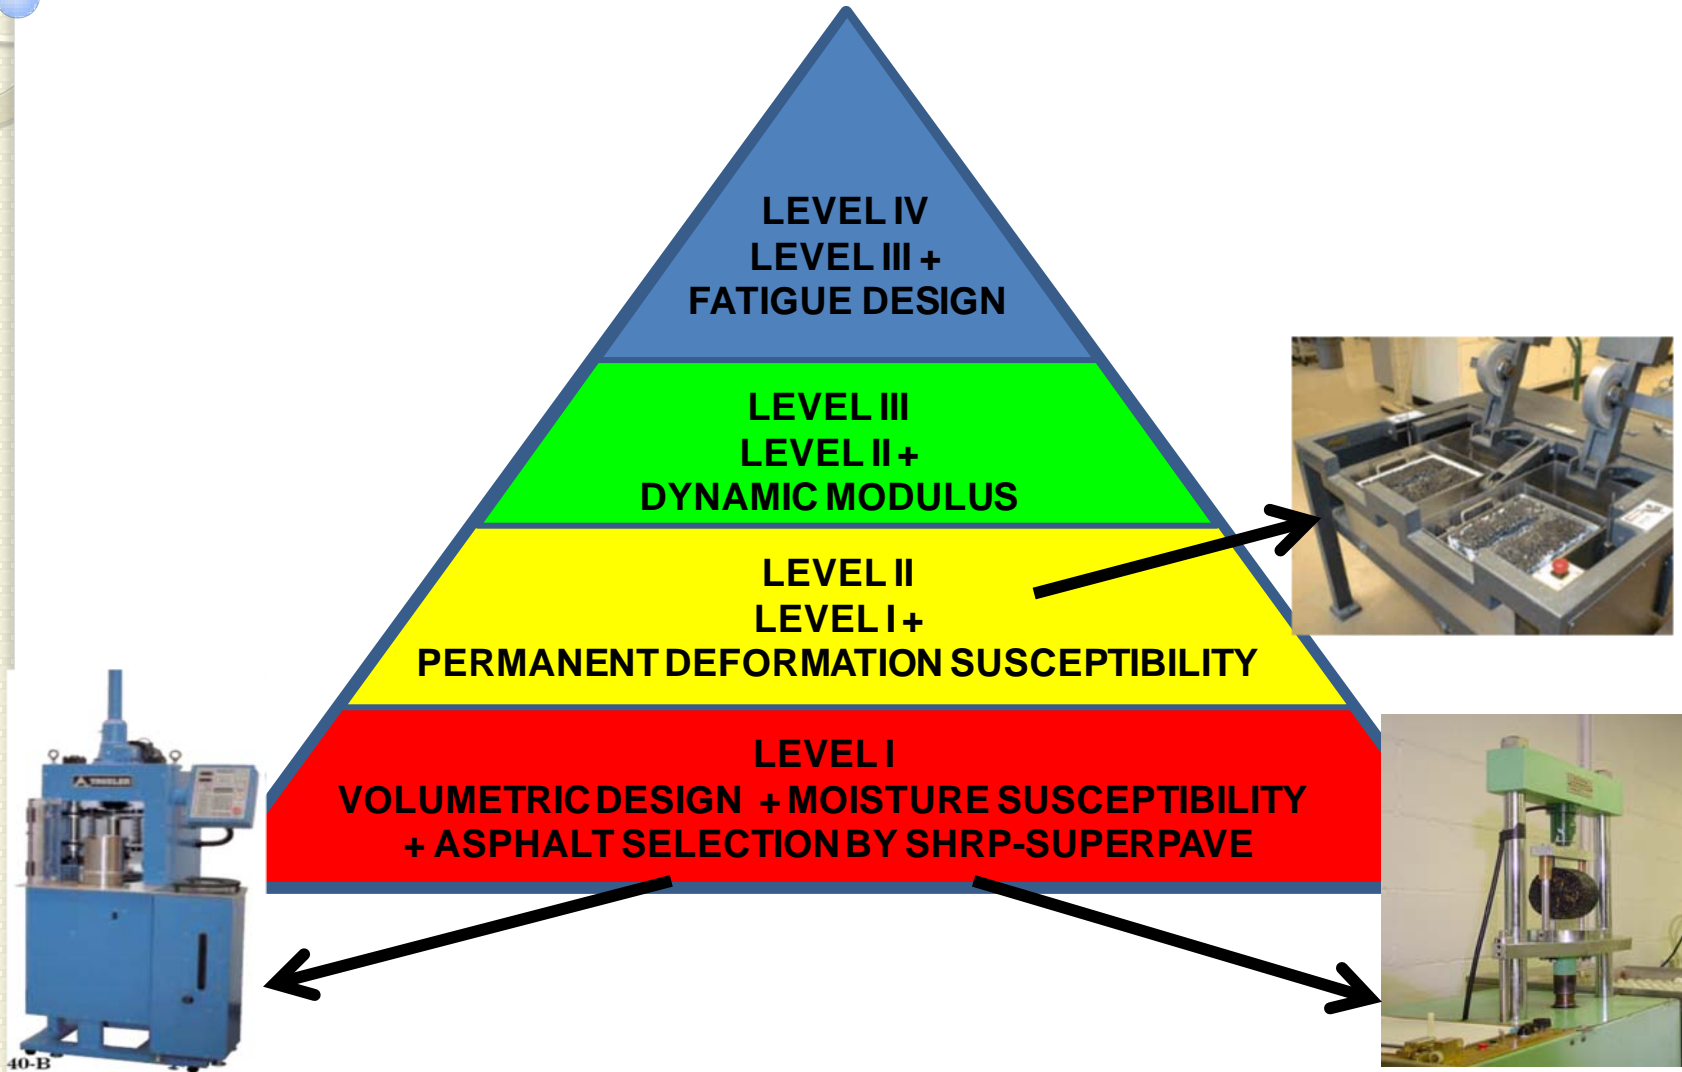 LEVEL IV
LEVEL III +
FATIGUE DESIGN
LEVEL III
LEVEL II +
DYNAMIC MODULUS
LEVEL II
LEVEL I +
PERMANENT DEFORMATION SUSCEPTIBILITY
LEVEL I
VOLUMETRIC DESIGN + MOISTURE SUSCEPTIBILITY
+ ASPHALT SELECTION BY SHRP-SUPERPAVE
TROXLER
40-B